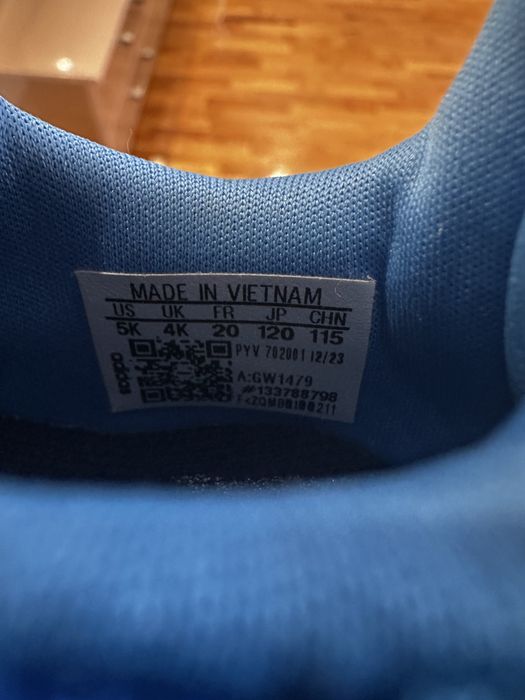 MADE IN VIETNAM
US UK FR JP CHN
5K 4K 20 120 115
adidas
PYV 702001 12/23
A:GW1479
#133788798